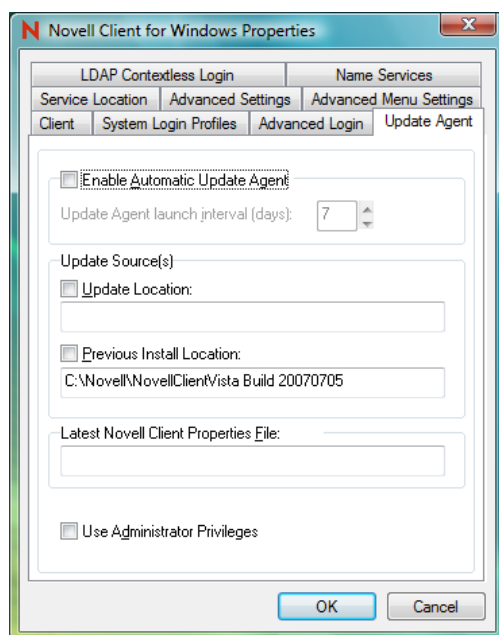 Novell Client for Windows Properties
LDAP Contextless Login
Name Services
Service Location
Advanced Settings
Advanced Menu Settings
Client
System Login Profiles
Advanced Login
Update Agent
Enable Automatic Update Agent
Update Agent launch interval (days):
7
Update Source(s)
Update Location:
Previous Install Location:
C:\Novell\NovellClientVista Build 20070705
Latest Novell Client Properties File:
Use Administrator Privileges
OK
Cancel